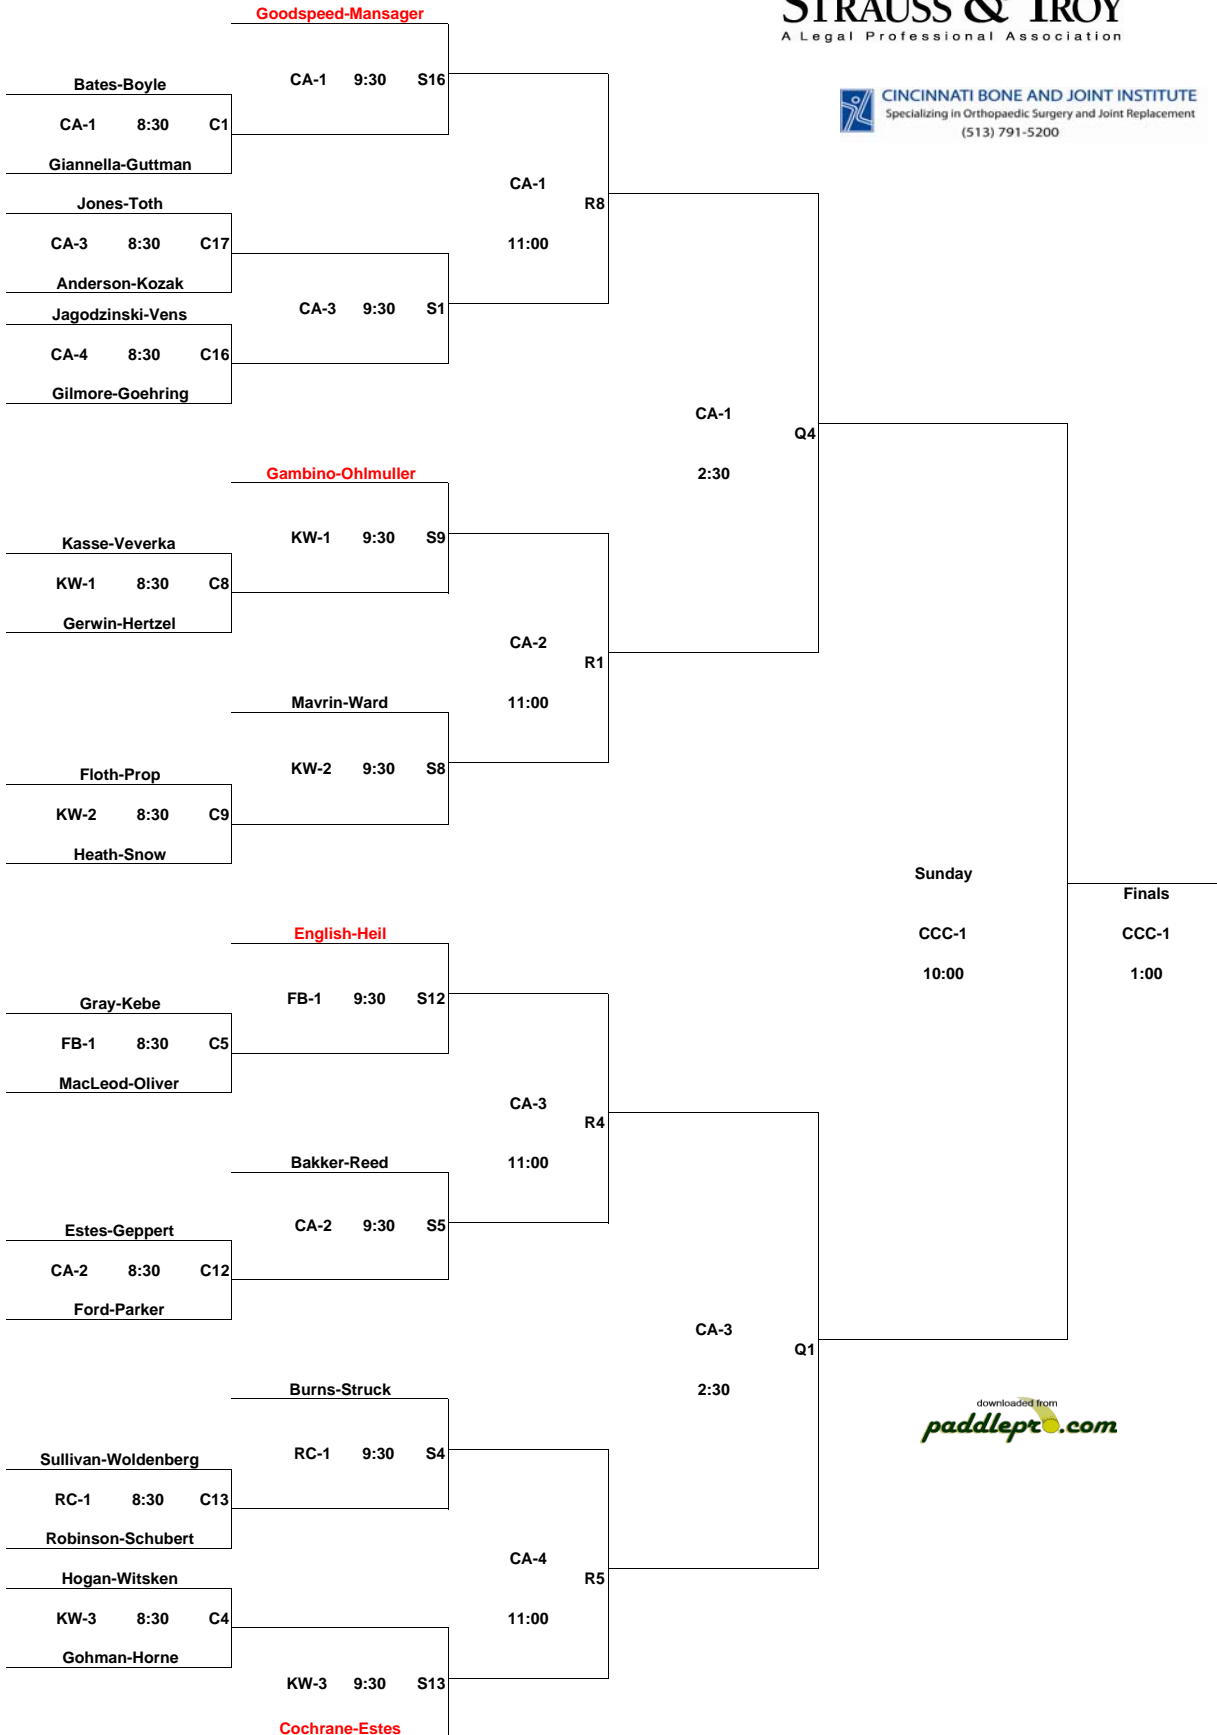 Goodspeed-Mansager
STRAUSS & TROY
A Legal Professional Association
CA-1 9:30 S16
Bates-Boyle
CA-1 8:30 C1
Giannella-Guttman
CINCINNATI BONE AND JOINT INSTITUTE
Specializing in Orthopaedic Surgery and Joint Replacement
(513) 791-5200
CA-1
R8
11:00
Jones-Toth
CA-3 8:30 C17
Anderson-Kozak
CA-3 9:30 S1
Jagodzinski-Vens
CA-4 8:30 C16
Gilmore-Goehring
CA-1
Q4
2:30
Gambino-Ohlmuller
KW-1 9:30 S9
Kasse-Veverka
KW-1 8:30 C8
Gerwin-Hertzel
CA-2
R1
11:00
Mavrin-Ward
KW-2 9:30 S8
Floth-Prop
KW-2 8:30 C9
Heath-Snow
Sunday
CCC-1
10:00
Finals
CCC-1
1:00
English-Heil
FB-1 9:30 S12
Gray-Kebe
FB-1 8:30 C5
MacLeod-Oliver
CA-3
R4
11:00
Bakker-Reed
CA-2 9:30 S5
Estes-Geppert
CA-2 8:30 C12
Ford-Parker
CA-3
Q1
2:30
Burns-Struck
RC-1 9:30 S4
downloaded from
paddlepro.com
Sullivan-Woldenberg
RC-1 8:30 C13
Robinson-Schubert
CA-4
R5
11:00
Hogan-Witsken
KW-3 8:30 C4
Gohman-Horne
KW-3 9:30 S13
Cochrane-Estes